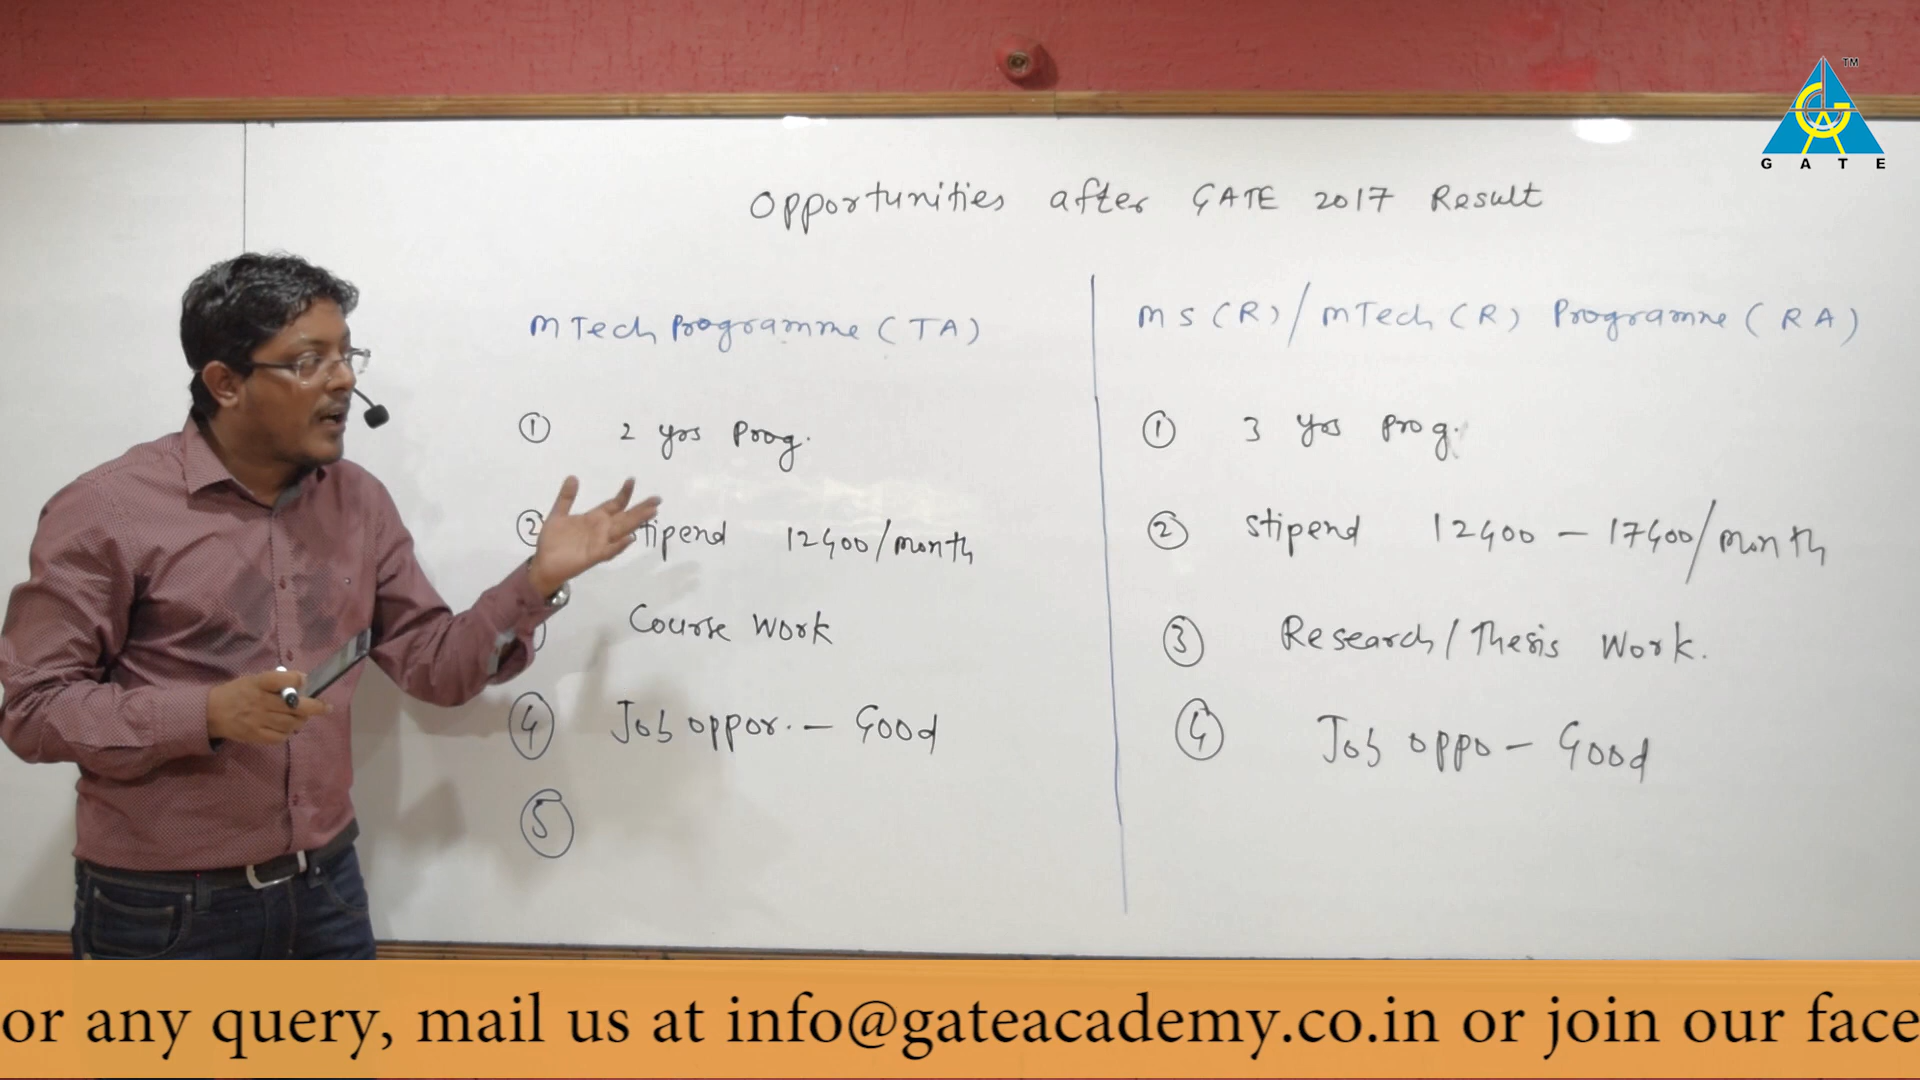 TM
GATE
Opportunities after GATE 2017 Result
MTech Programme (TA)
① 2 yrs Prog.
② stipend 12400/month
Course Work
④ Job oppor. - Good
⑤
MS(R)/MTech(R) Programme (RA)
① 3 yrs prog.
② stipend 12400 - 17400/month
③ Research/Thesis Work.
④ Job oppo - Good
or any query, mail us at info@gateacademy.co.in or join our face